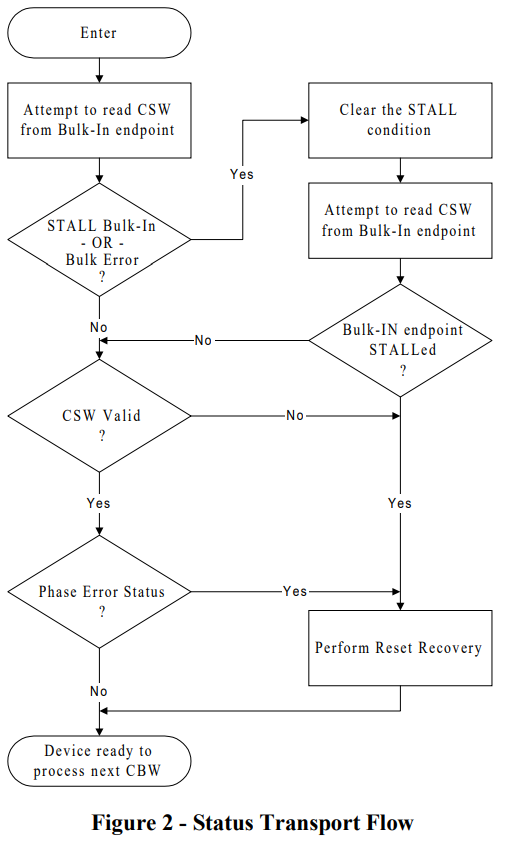 Enter
Attempt to read CSW
from Bulk-In endpoint
Clear the STALL
condition
Yes
STALL Bulk-In
- OR -
Bulk Error
?
Attempt to read CSW
from Bulk-In endpoint
No
No
Bulk-IN endpoint
STALLed
?
CSW Valid
?
No
Yes
Yes
Phase Error Status
?
Yes
Perform Reset Recovery
No
Device ready to
process next CBW
Figure 2 - Status Transport Flow